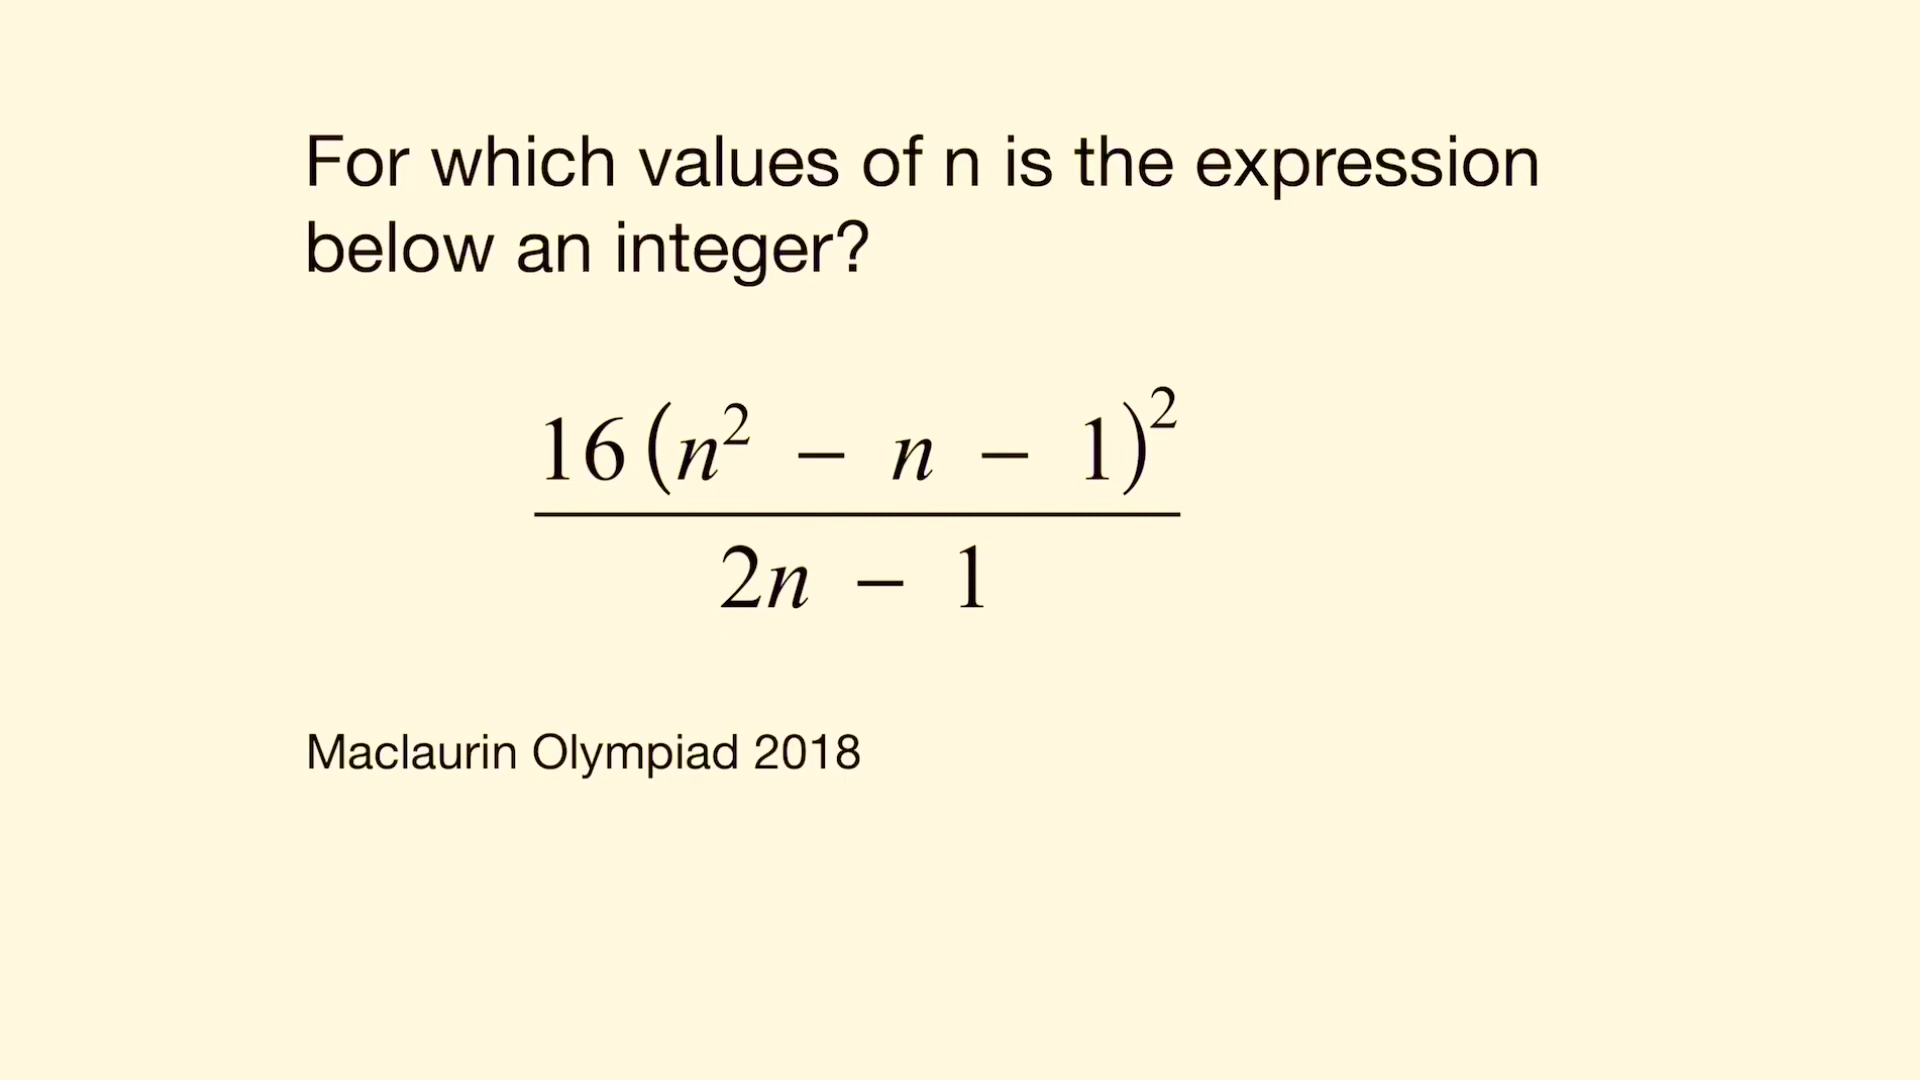 For which values of n is the expression
below an integer?
16(n² − n − 1)²
2n − 1
Maclaurin Olympiad 2018